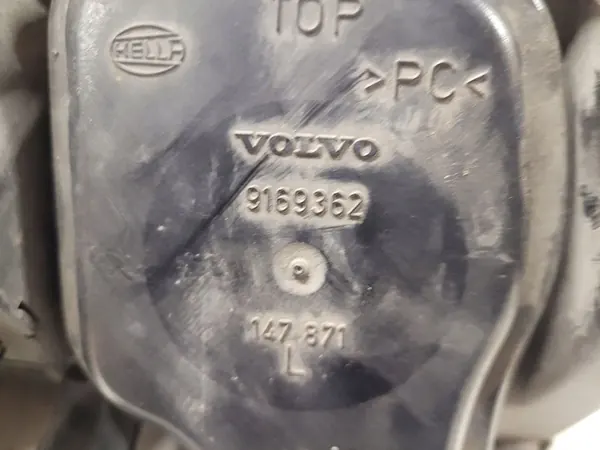 TOP
HELLA
>PC<
VOLVO
9169362
147 871
L